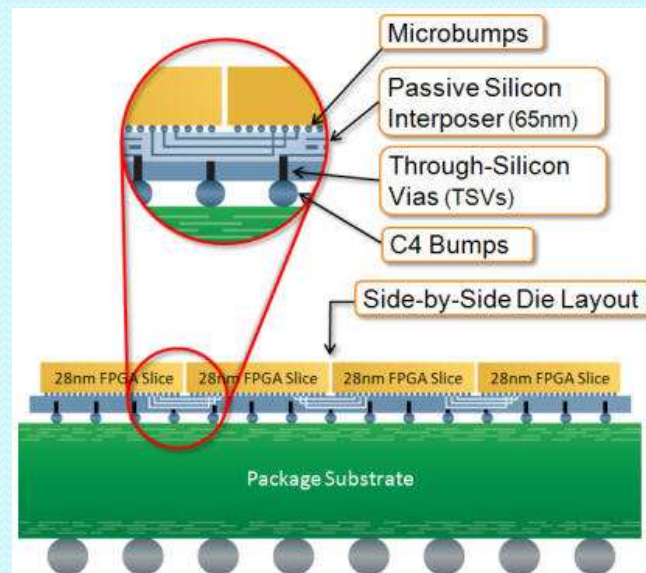 Microbumps
Passive Silicon
Interposer (65nm)
Through-Silicon
Vias (TSVs)
C4 Bumps
Side-by-Side Die Layout
28nm FPGA Slice 28nm FPGA Slice 28nm FPGA Slice 28nm FPGA Slice
Package Substrate